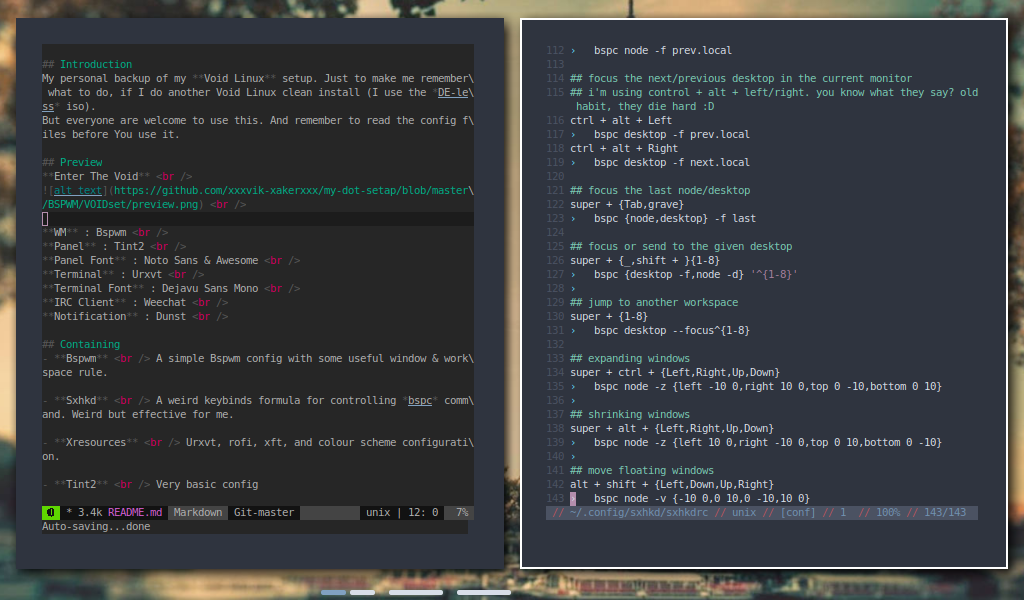 ## Introduction
My personal backup of my **Void Linux** setup. Just to make me remember\
what to do, if I do another Void Linux clean install (I use the *DE-le\
ss* iso).
But everyone are welcome to use this. And remember to read the config f\
iles before You use it.
## Preview
**Enter The Void** <br />
![alt text](https://github.com/xxxvik-xakerxxx/my-dot-setap/blob/master\
/BSPWM/VOIDset/preview.png) <br />
**WM** : Bspwm <br />
**Panel** : Tint2 <br />
**Panel Font** : Noto Sans & Awesome <br />
**Terminal** : Urxvt <br />
**Terminal Font** : Dejavu Sans Mono <br />
**IRC Client** : Weechat <br />
**Notification** : Dunst <br />
## Containing
- **Bspwm** <br /> A simple Bspwm config with some useful window & work\
space rule.
- **Sxhkd** <br /> A weird keybinds formula for controlling *bspc* comm\
and. Weird but effective for me.
- **Xresources** <br /> Urxvt, rofi, xft, and colour scheme configurati\
on.
- **Tint2** <br /> Very basic config
* 3.4k README.md Markdown Git-master unix | 12: 0 7%
Auto-saving...done
112 › bspc node -f prev.local
113
114 ## focus the next/previous desktop in the current monitor
115 ## i'm using control + alt + left/right. you know what they say? old
habit, they die hard :D
116 ctrl + alt + Left
117 › bspc desktop -f prev.local
118 ctrl + alt + Right
119 › bspc desktop -f next.local
120
121 ## focus the last node/desktop
122 super + {Tab,grave}
123 › bspc {node,desktop} -f last
124
125 ## focus or send to the given desktop
126 super + {_,shift + }{1-8}
127 › bspc {desktop -f,node -d} '^{1-8}'
128 ›
129 ## jump to another workspace
130 super + {1-8}
131 › bspc desktop --focus^{1-8}
132
133 ## expanding windows
134 super + ctrl + {Left,Right,Up,Down}
135 › bspc node -z {left -10 0,right 10 0,top 0 -10,bottom 0 10}
136 ›
137 ## shrinking windows
138 super + alt + {Left,Right,Up,Down}
139 › bspc node -z {left 10 0,right -10 0,top 0 10,bottom 0 -10}
140 ›
141 ## move floating windows
142 alt + shift + {Left,Down,Up,Right}
143 › bspc node -v {-10 0,0 10,0 -10,10 0}
// ~/.config/sxhkd/sxhkdrc // unix // [conf] // 1 // 100% // 143/143